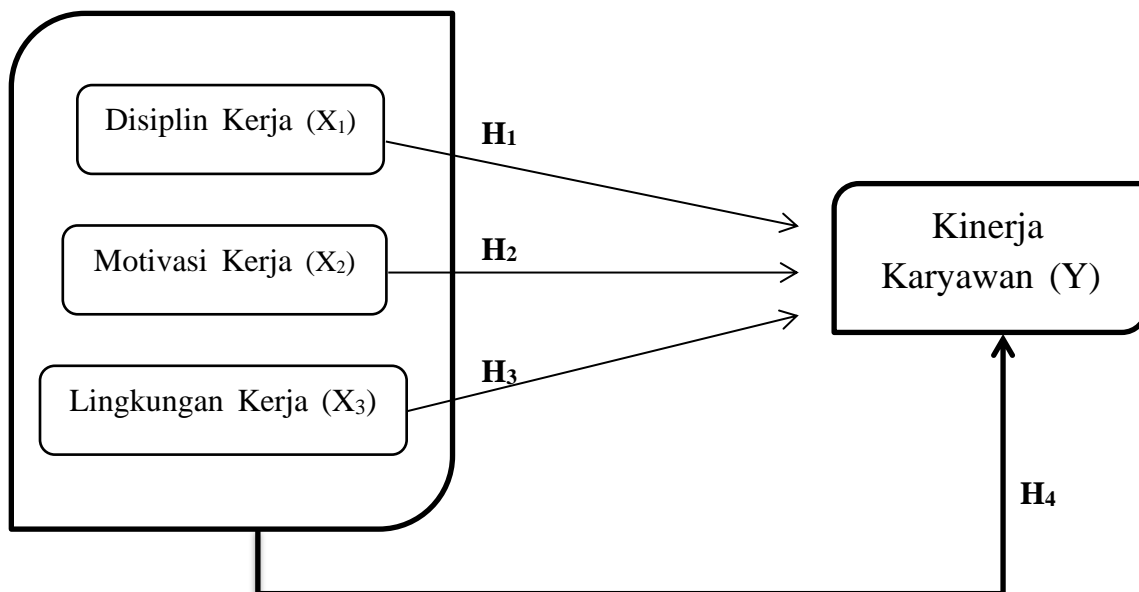 Disiplin Kerja (X₁)
H₁
Motivasi Kerja (X₂)
H₂
Kinerja
Karyawan (Y)
Lingkungan Kerja (X₃)
H₃
H₄